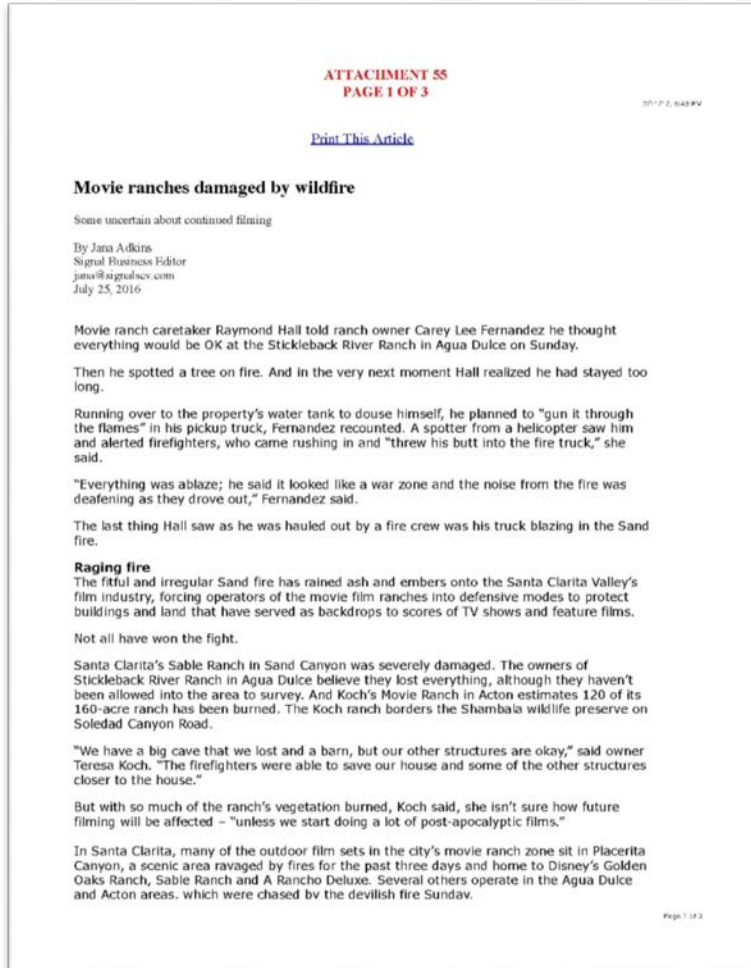 ATTACHMENT 55
PAGE 1 OF 3
Print This Article
Movie ranches damaged by wildfire
Some uncertain about continued filming
By Jana Adkins
Signal Business Editor
jana@signalscv.com
July 25, 2016
Movie ranch caretaker Raymond Hall told ranch owner Carey Lee Fernandez he thought
everything would be OK at the Stickleback River Ranch in Agua Dulce on Sunday.
Then he spotted a tree on fire. And in the very next moment Hall realized he had stayed too
long.
Running over to the property's water tank to douse himself, he planned to "gun it through
the flames" in his pickup truck, Fernandez recounted. A spotter from a helicopter saw him
and alerted firefighters, who came rushing in and "threw his butt into the fire truck," she
said.
"Everything was ablaze; he said it looked like a war zone and the noise from the fire was
deafening as they drove out," Fernandez said.
The last thing Hall saw as he was hauled out by a fire crew was his truck blazing in the Sand
fire.
Raging fire
The fitful and irregular Sand fire has rained ash and embers onto the Santa Clarita Valley's
film industry, forcing operators of the movie film ranches into defensive modes to protect
buildings and land that have served as backdrops to scores of TV shows and feature films.
Not all have won the fight.
Santa Clarita's Sable Ranch in Sand Canyon was severely damaged. The owners of
Stickleback River Ranch in Agua Dulce believe they lost everything, although they haven't
been allowed into the area to survey. And Koch's Movie Ranch in Acton estimates 120 of its
160-acre ranch has been burned. The Koch ranch borders the Shambala wildlife preserve on
Soledad Canyon Road.
"We have a big cave that we lost and a barn, but our other structures are okay," said owner
Teresa Koch. "The firefighters were able to save our house and some of the other structures
closer to the house."
But with so much of the ranch's vegetation burned, Koch said, she isn't sure how future
filming will be affected – "unless we start doing a lot of post-apocalyptic films."
In Santa Clarita, many of the outdoor film sets in the city's movie ranch zone sit in Placerita
Canyon, a scenic area ravaged by fires for the past three days and home to Disney's Golden
Oaks Ranch, Sable Ranch and A Rancho Deluxe. Several others operate in the Agua Dulce
and Acton areas, which were chased by the devilish fire Sunday.
Page 1 of 3